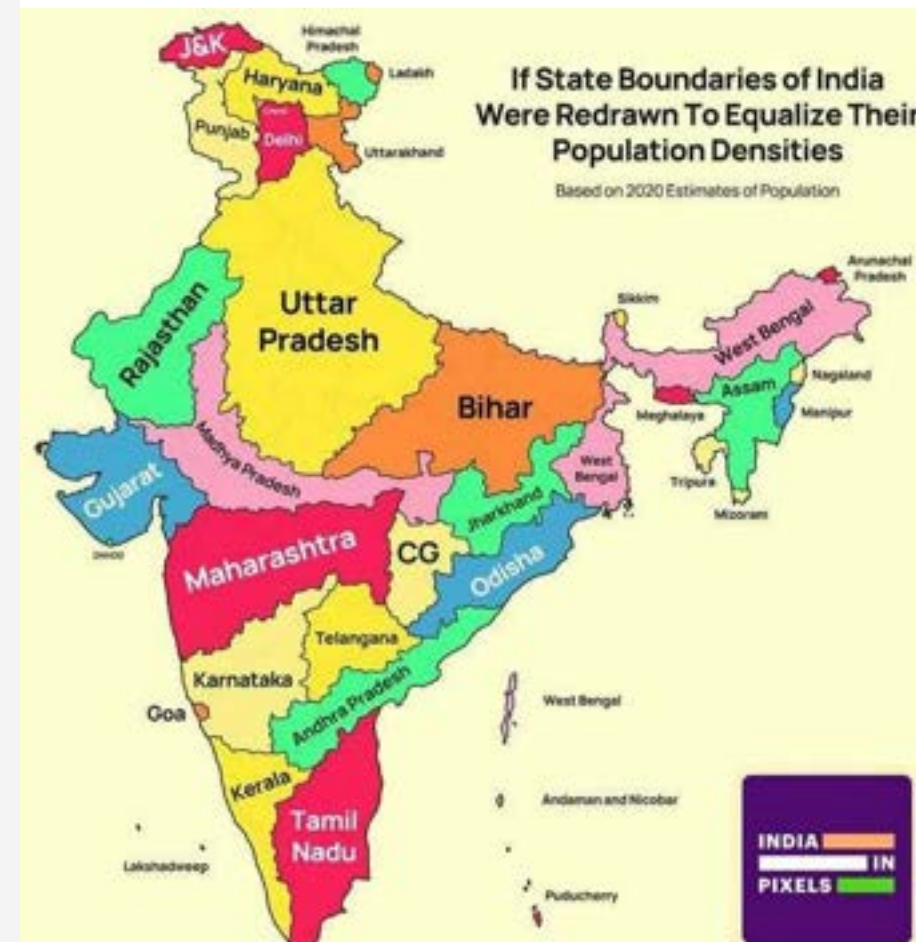 If State Boundaries of India
Were Redrawn To Equalize Their
Population Densities
Based on 2020 Estimates of Population
J&K
Himachal
Pradesh
Ladakh
Haryana
Punjab
Delhi
Uttarakhand
Uttar
Pradesh
Rajasthan
Bihar
Sikkim
Arunachal
Pradesh
West Bengal
Assam
Nagaland
Meghalaya
Manipur
Tripura
Mizoram
Madhya Pradesh
West
Bengal
Gujarat
Jharkhand
Maharashtra
CG
Odisha
Telangana
Karnataka
Andhra Pradesh
Goa
Kerala
Tamil
Nadu
West Bengal
Andaman and Nicobar
Lakshadweep
Puducherry
INDIA
IN
PIXELS